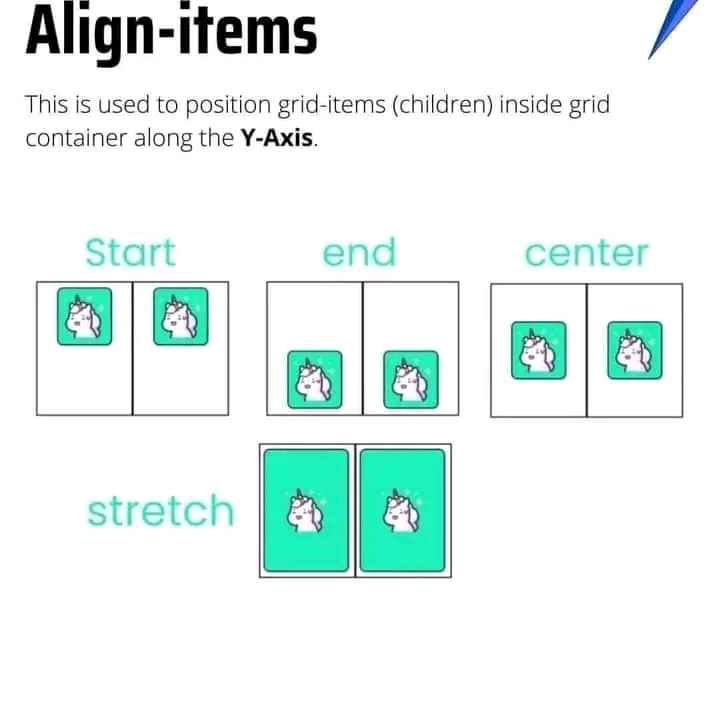 Align-items
This is used to position grid-items (children) inside grid
container along the Y-Axis.
Start
end
center
stretch